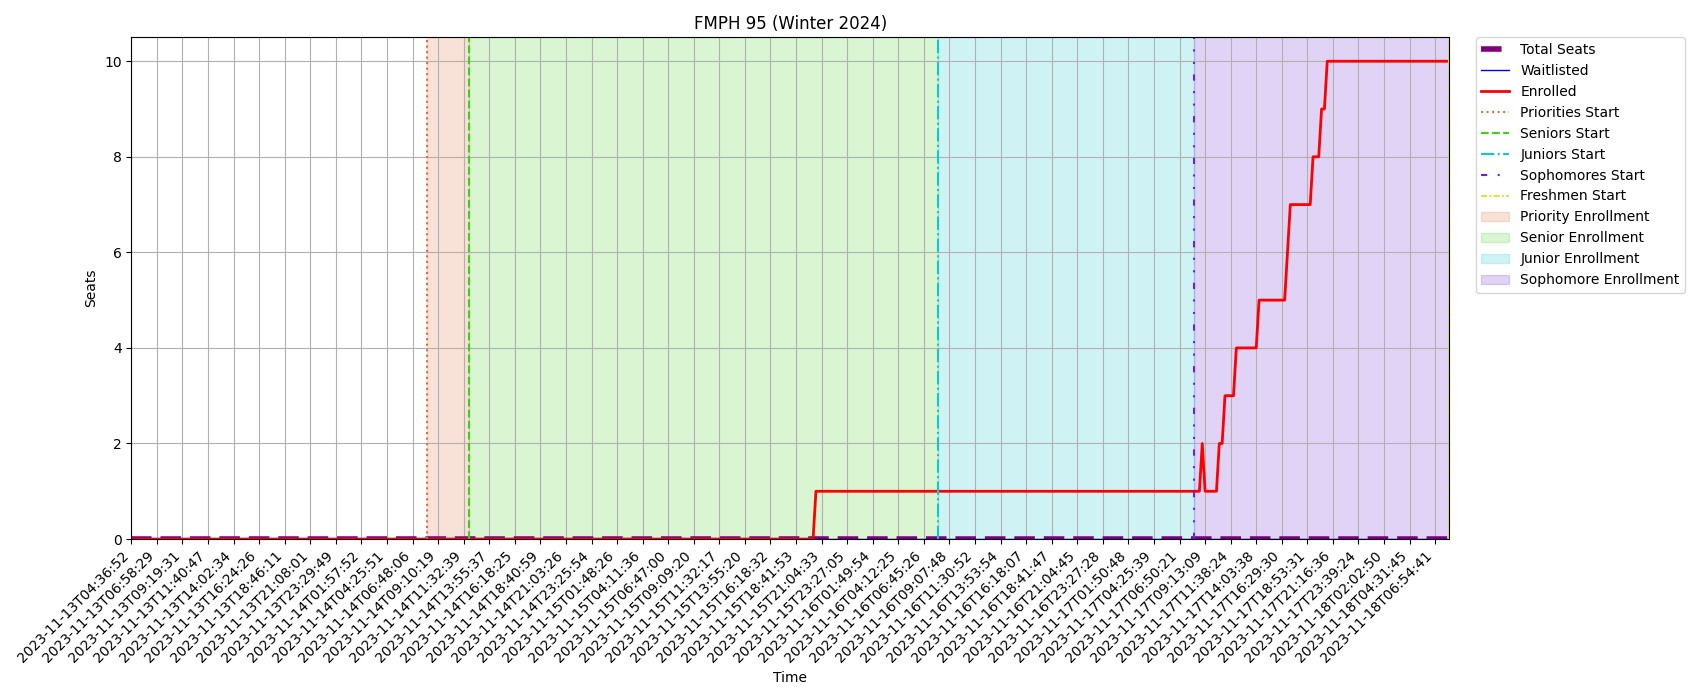 FMPH 95 (Winter 2024)
Seats
10
8
6
4
2
0
2023-11-13T04:36:52
2023-11-13T06:58:29
2023-11-13T09:19:31
2023-11-13T11:40:47
2023-11-13T14:02:34
2023-11-13T16:24:26
2023-11-13T18:46:11
2023-11-13T21:08:01
2023-11-13T23:29:49
2023-11-14T01:57:52
2023-11-14T04:25:51
2023-11-14T06:48:06
2023-11-14T09:10:19
2023-11-14T11:32:39
2023-11-14T13:55:37
2023-11-14T16:18:25
2023-11-14T18:40:59
2023-11-14T21:03:26
2023-11-14T23:25:54
2023-11-15T01:48:26
2023-11-15T04:11:36
2023-11-15T06:47:00
2023-11-15T09:09:20
2023-11-15T11:32:17
2023-11-15T13:55:20
2023-11-15T16:18:32
2023-11-15T18:41:53
2023-11-15T21:04:33
2023-11-15T23:27:05
2023-11-16T01:49:54
2023-11-16T04:12:25
2023-11-16T06:45:26
2023-11-16T09:07:48
2023-11-16T11:30:52
2023-11-16T13:53:54
2023-11-16T16:18:07
2023-11-16T18:41:47
2023-11-16T21:04:45
2023-11-16T23:27:28
2023-11-17T01:50:48
2023-11-17T04:25:39
2023-11-17T06:50:21
2023-11-17T09:13:09
2023-11-17T11:38:24
2023-11-17T14:03:38
2023-11-17T16:29:30
2023-11-17T18:53:31
2023-11-17T21:16:36
2023-11-17T23:39:24
2023-11-18T02:02:50
2023-11-18T04:31:45
2023-11-18T06:54:41
Time
Total Seats
Waitlisted
Enrolled
Priorities Start
Seniors Start
Juniors Start
Sophomores Start
Freshmen Start
Priority Enrollment
Senior Enrollment
Junior Enrollment
Sophomore Enrollment